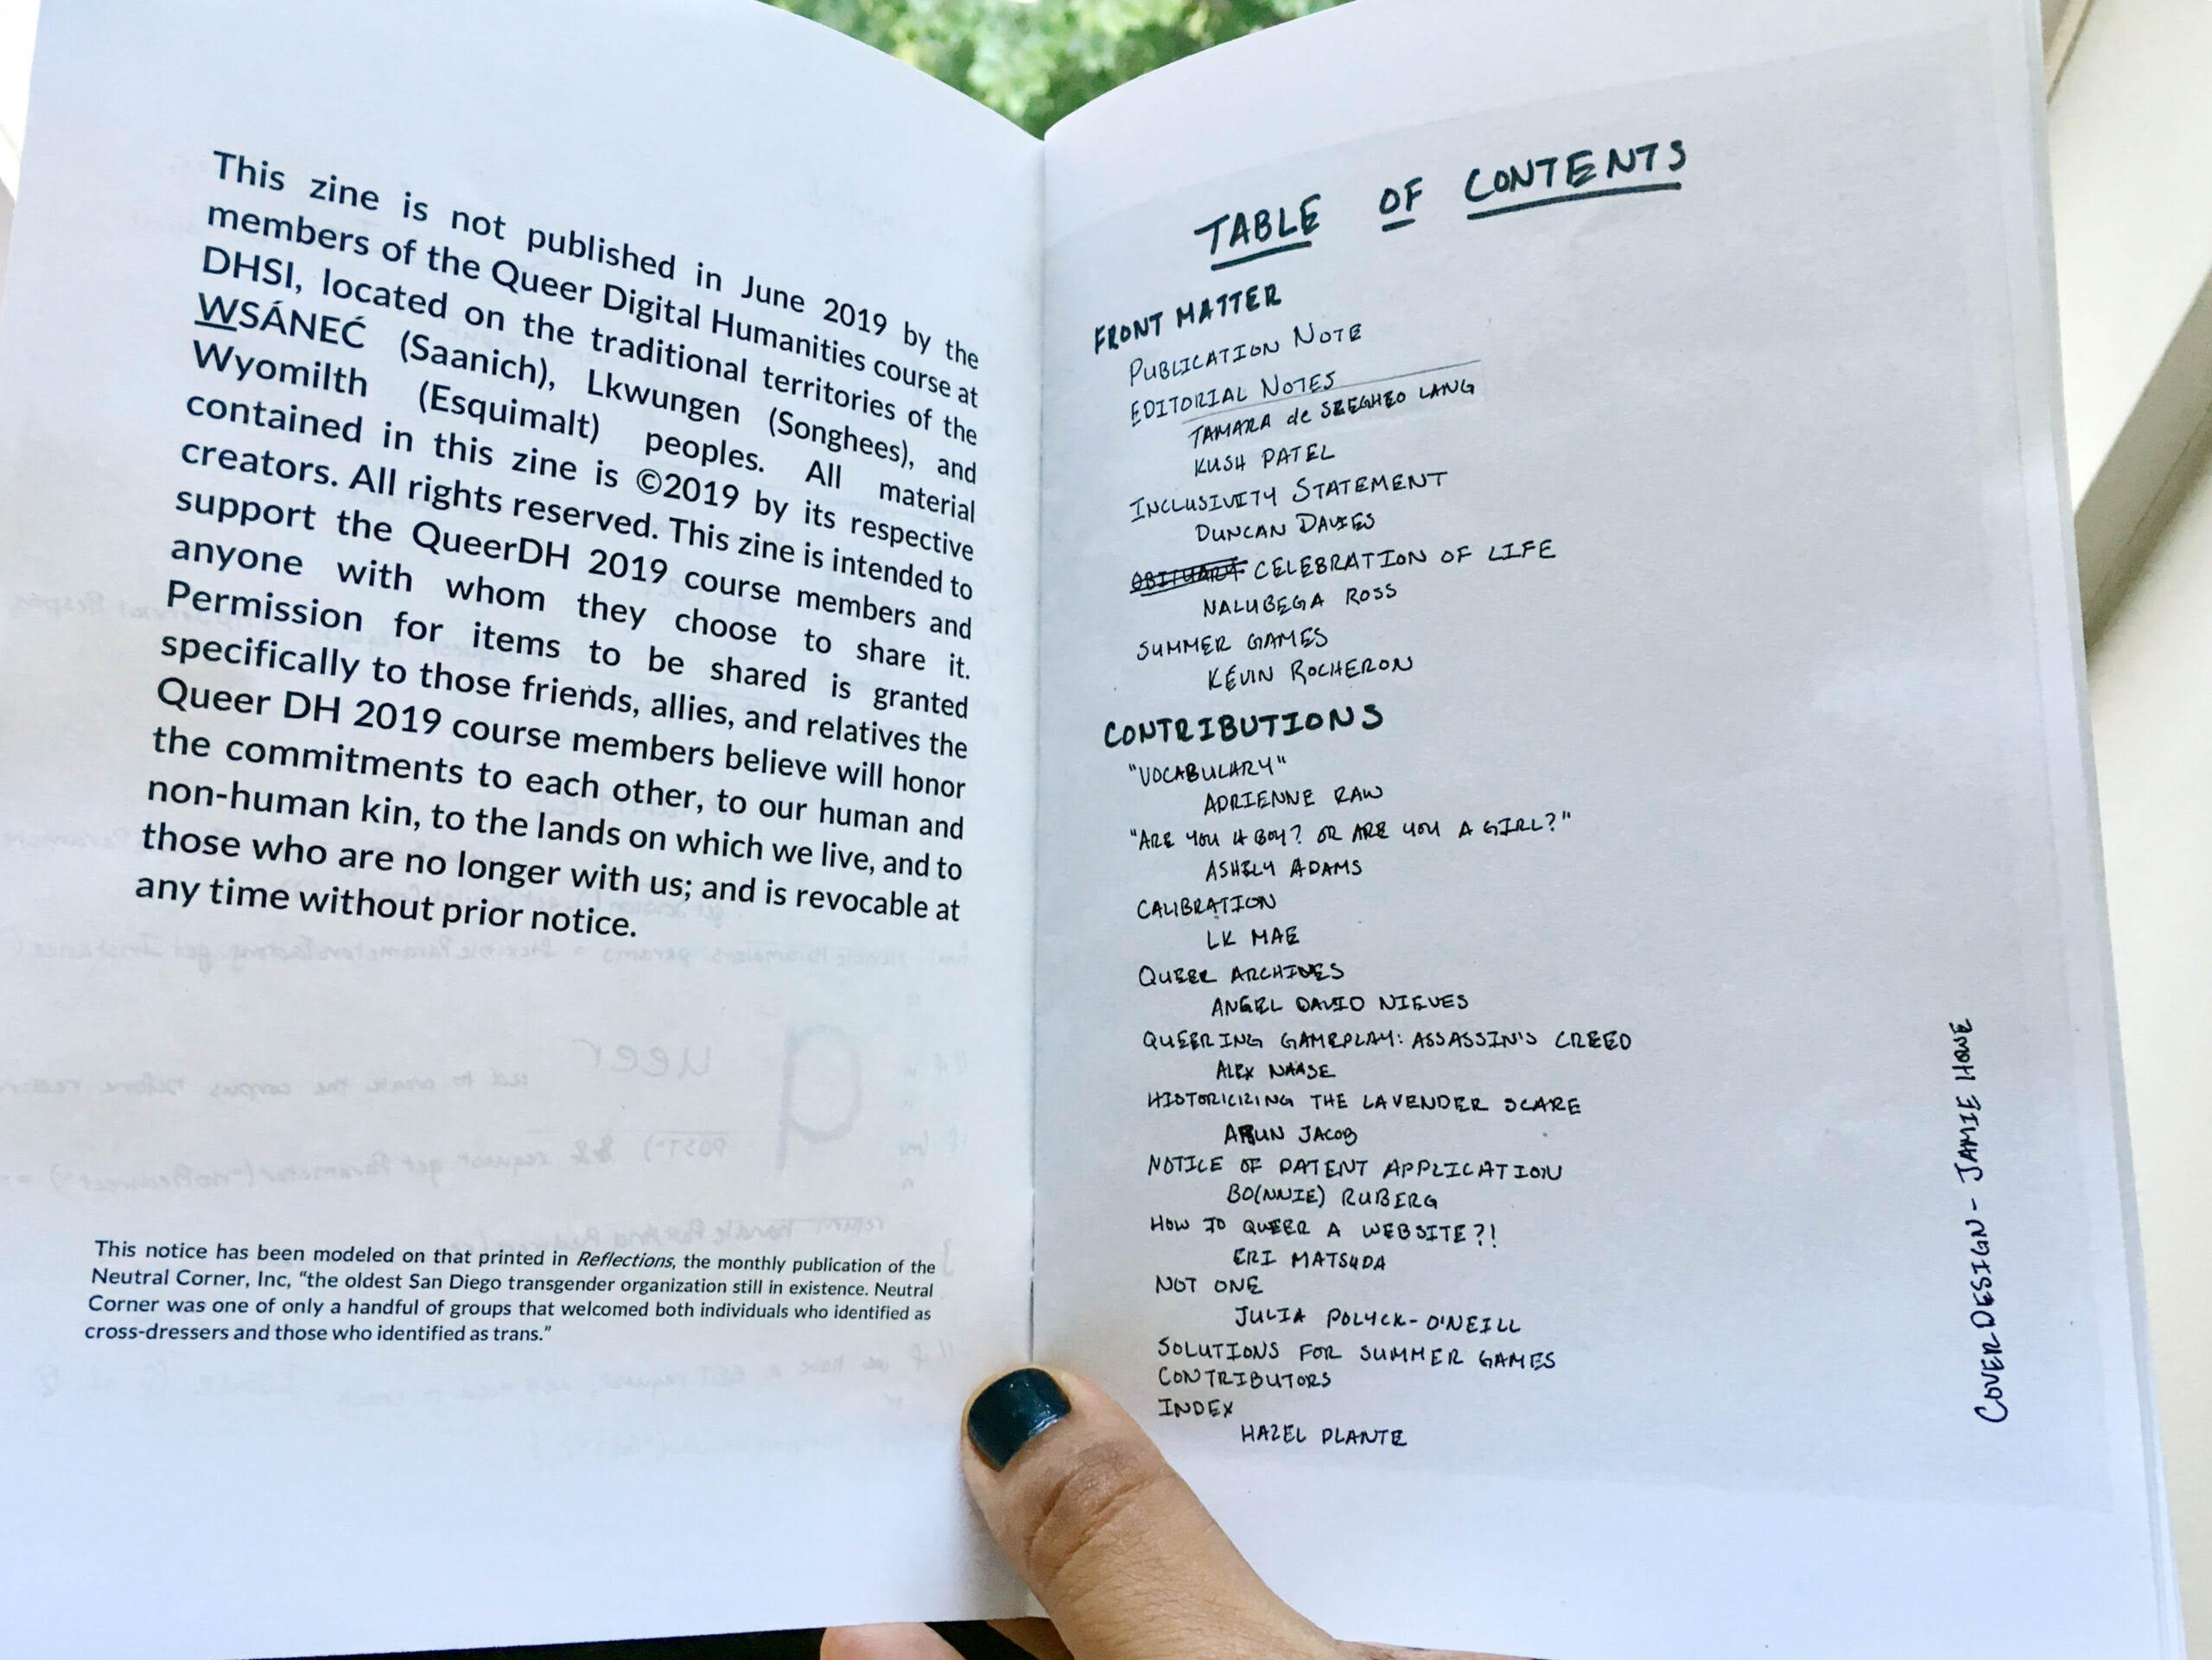 This zine is not published in June 2019 by the
members of the Queer Digital Humanities course at
DHSI, located on the traditional territories of the
W̱SÁNEĆ (Saanich), Lkwungen (Songhees), and
Wyomilth (Esquimalt) peoples. All material
contained in this zine is ©2019 by its respective
creators. All rights reserved. This zine is intended to
support the QueerDH 2019 course members and
anyone with whom they choose to share it.
Permission for items to be shared is granted
specifically to those friends, allies, and relatives the
Queer DH 2019 course members believe will honor
the commitments to each other, to our human and
non-human kin, to the lands on which we live, and to
those who are no longer with us; and is revocable at
any time without prior notice.
This notice has been modeled on that printed in Reflections, the monthly publication of the
Neutral Corner, Inc, "the oldest San Diego transgender organization still in existence. Neutral
Corner was one of only a handful of groups that welcomed both individuals who identified as
cross-dressers and those who identified as trans."
TABLE OF CONTENTS
FRONT MATTER
PUBLICATION NOTE
EDITORIAL NOTES
TAMARA de SZEGHEO LANG
KUSH PATEL
INCLUSIVITY STATEMENT
DUNCAN DAVIES
OBITUARY CELEBRATION OF LIFE
NALUBEGA ROSS
SUMMER GAMES
KEVIN ROCHERON
CONTRIBUTIONS
"VOCABULARY"
ADRIENNE RAW
"ARE YOU A BOY? OR ARE YOU A GIRL?"
ASHELY ADAMS
CALIBRATION
LK MAE
QUEER ARCHIVES
ANGEL DAVID NIEVES
QUEERING GAMEPLAY: ASSASSIN'S CREED
ALEX NAASE
HISTORICIZING THE LAVENDER SCARE
ARUN JACOB
NOTICE OF PATENT APPLICATION
BO(NNIE) RUBERG
HOW TO QUEER A WEBSITE?!
ERI MATSUDA
NOT ONE
JULIA POLYCK-O'NEILL
SOLUTIONS FOR SUMMER GAMES
CONTRIBUTORS
INDEX
HAZEL PLANTE
COVER DESIGN - JAMIE HOWE